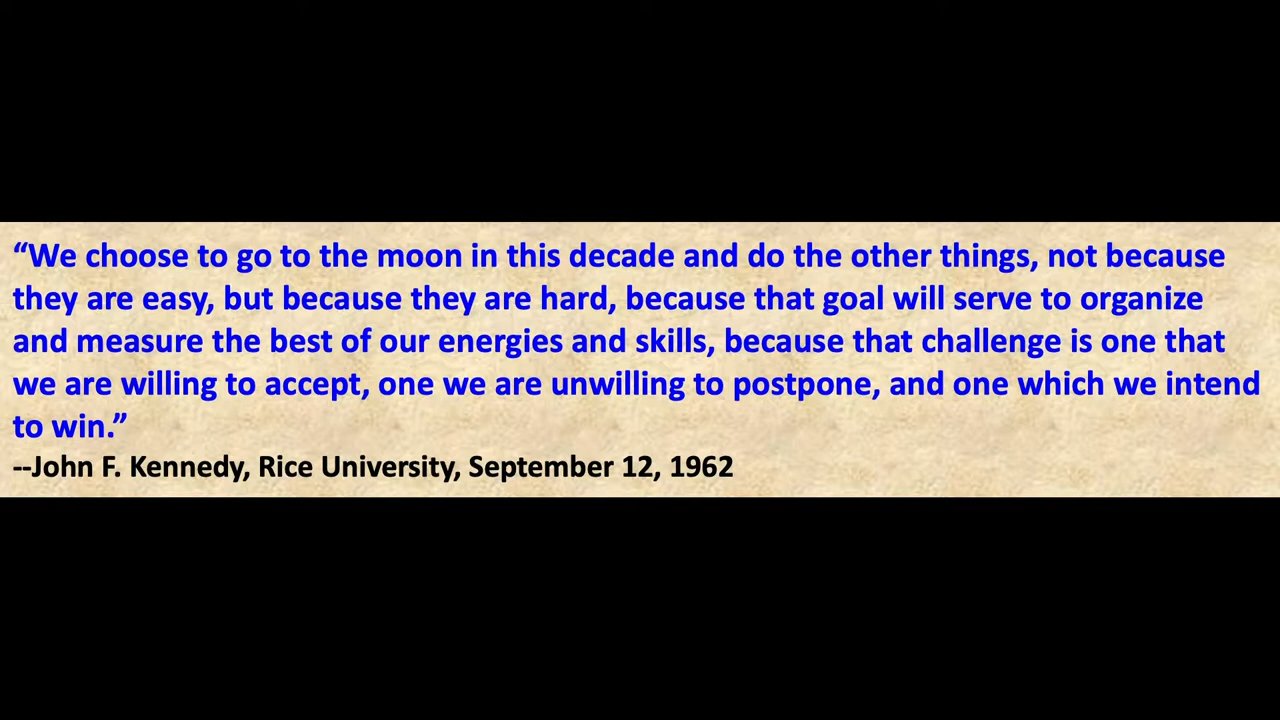 “We choose to go to the moon in this decade and do the other things, not because
they are easy, but because they are hard, because that goal will serve to organize
and measure the best of our energies and skills, because that challenge is one that
we are willing to accept, one we are unwilling to postpone, and one which we intend
to win.”
--John F. Kennedy, Rice University, September 12, 1962